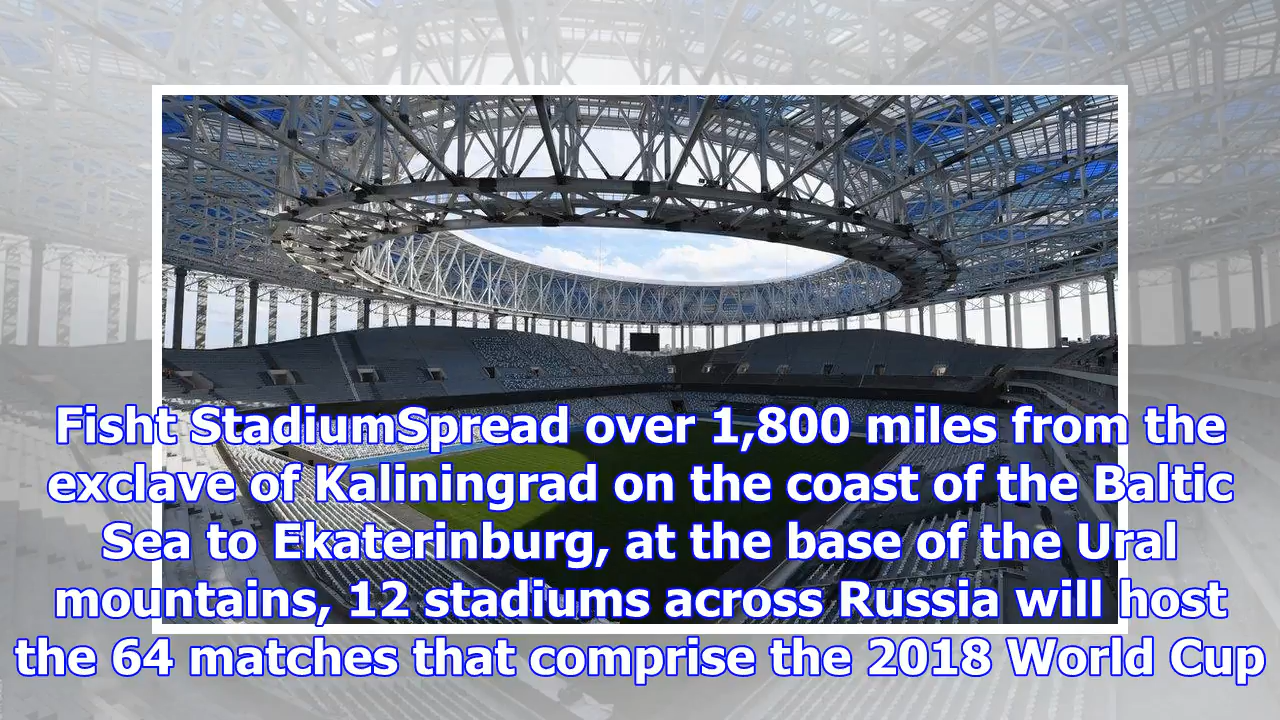 Fisht StadiumSpread over 1,800 miles from the
exclave of Kaliningrad on the coast of the Baltic
Sea to Ekaterinburg, at the base of the Ural
mountains, 12 stadiums across Russia will host
the 64 matches that comprise the 2018 World Cup